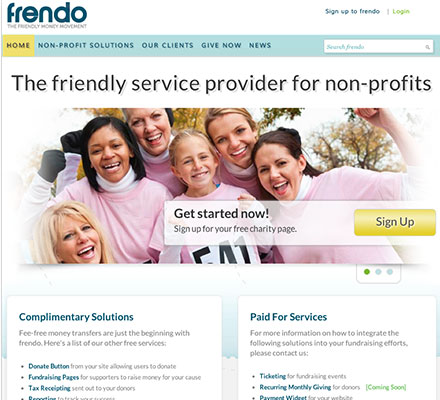 frendo
THE FRIENDLY MONEY MOVEMENT
Sign up to frendo | Login
HOME NON-PROFIT SOLUTIONS OUR CLIENTS GIVE NOW NEWS
Search frendo
The friendly service provider for non-profits
Get started now!
Sign up for your free charity page.
Sign Up
Complimentary Solutions
Fee-free money transfers are just the beginning with
frendo. Here's a list of our other free services:
• Donate Button from your site allowing users to donate
• Fundraising Pages for supporters to raise money for your cause
• Tax Receipting sent out to your donors
• Reporting to track your success
Paid For Services
For more information on how to integrate the
following solutions into your fundraising efforts,
please contact us:
• Ticketing for fundraising events
• Recurring Monthly Giving for donors [Coming Soon]
• Payment Widget for your website